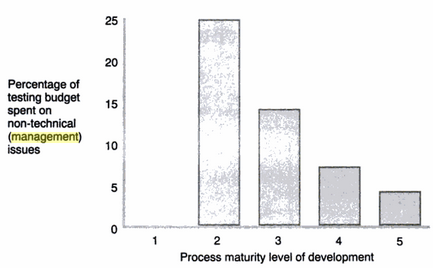 25
20
15
10
5
0
Percentage of
testing budget
spent on
non-technical
(management)
issues
1 2 3 4 5
Process maturity level of development